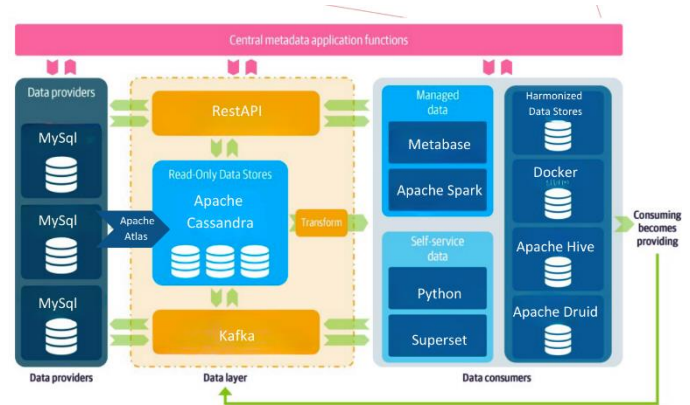 Central metadata application functions
Data providers
MySql
MySql
MySql
Apache
Atlas
RestAPI
Read-Only Data Stores
Apache
Cassandra
Transform
Kafka
Managed
data
Metabase
Apache Spark
Self-service
data
Python
Superset
Harmonized
Data Stores
Docker
Apache Hive
Apache Druid
Consuming
becomes
providing
Data providers
Data layer
Data consumers